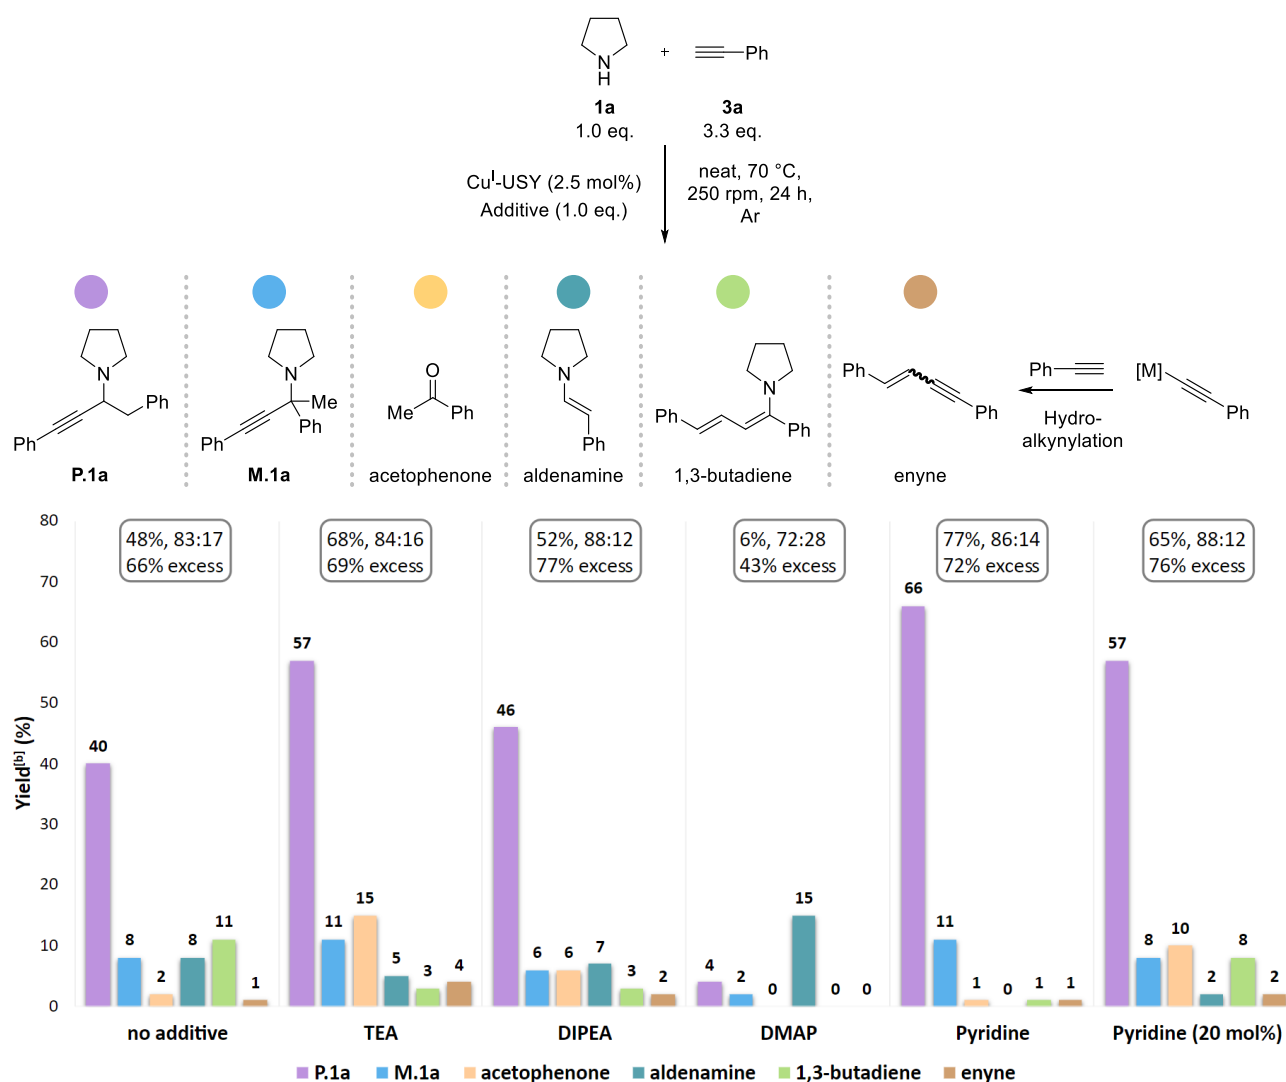 N
H
+
Ph
1a
3a
1.0 eq.
3.3 eq.
Cuᴵ-USY (2.5 mol%)
Additive (1.0 eq.)
neat, 70 °C,
250 rpm, 24 h,
Ar
N
Ph
Ph
P.1a
N
Me
Ph
Ph
M.1a
O
Me
Ph
acetophenone
N
Ph
aldenamine
N
Ph
Ph
1,3-butadiene
Ph
Ph
enyne
Ph
Hydro-
alkynylation
[M]
Ph
Yield[b] (%)
80
70
60
50
40
30
20
10
0
48%, 83:17
66% excess
68%, 84:16
69% excess
52%, 88:12
77% excess
6%, 72:28
43% excess
77%, 86:14
72% excess
65%, 88:12
76% excess
40 8 2 8 11 1
57 11 15 5 3 4
46 6 6 7 3 2
4 2 0 15 0 0
66 11 1 0 1 1
57 8 10 2 8 2
no additive TEA DIPEA DMAP Pyridine Pyridine (20 mol%)
P.1a M.1a acetophenone aldenamine 1,3-butadiene enyne